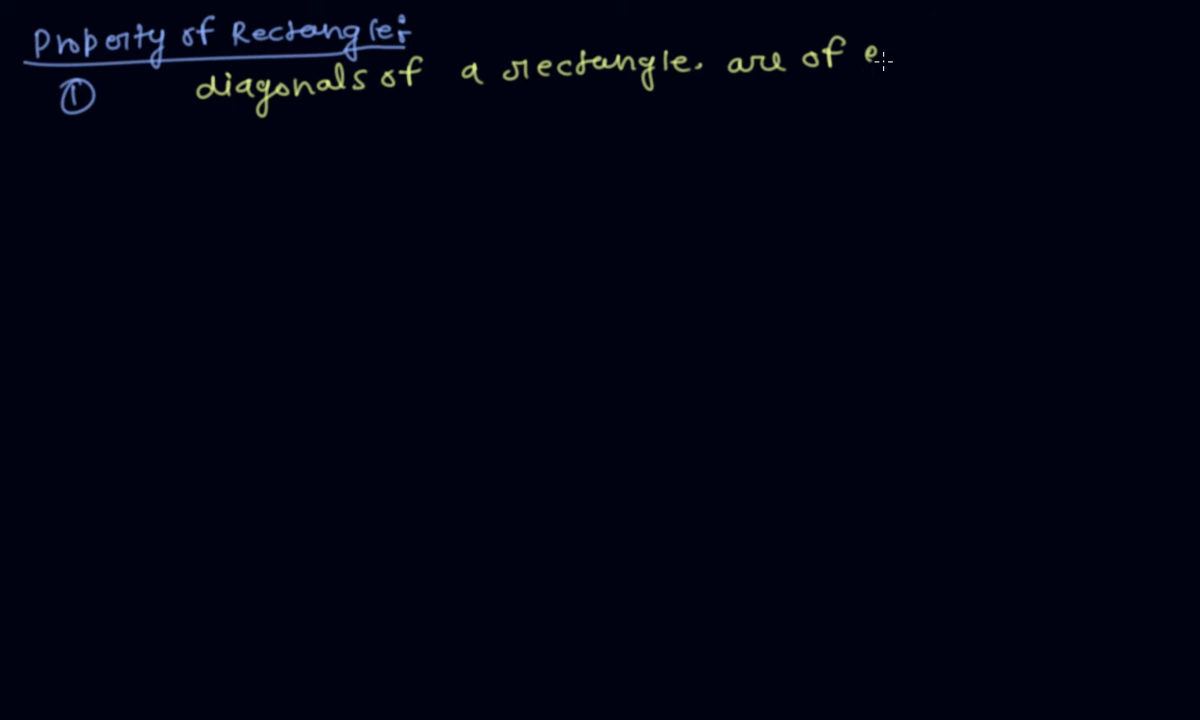 Property of Rectangle:
① diagonals of a rectangle. are of e